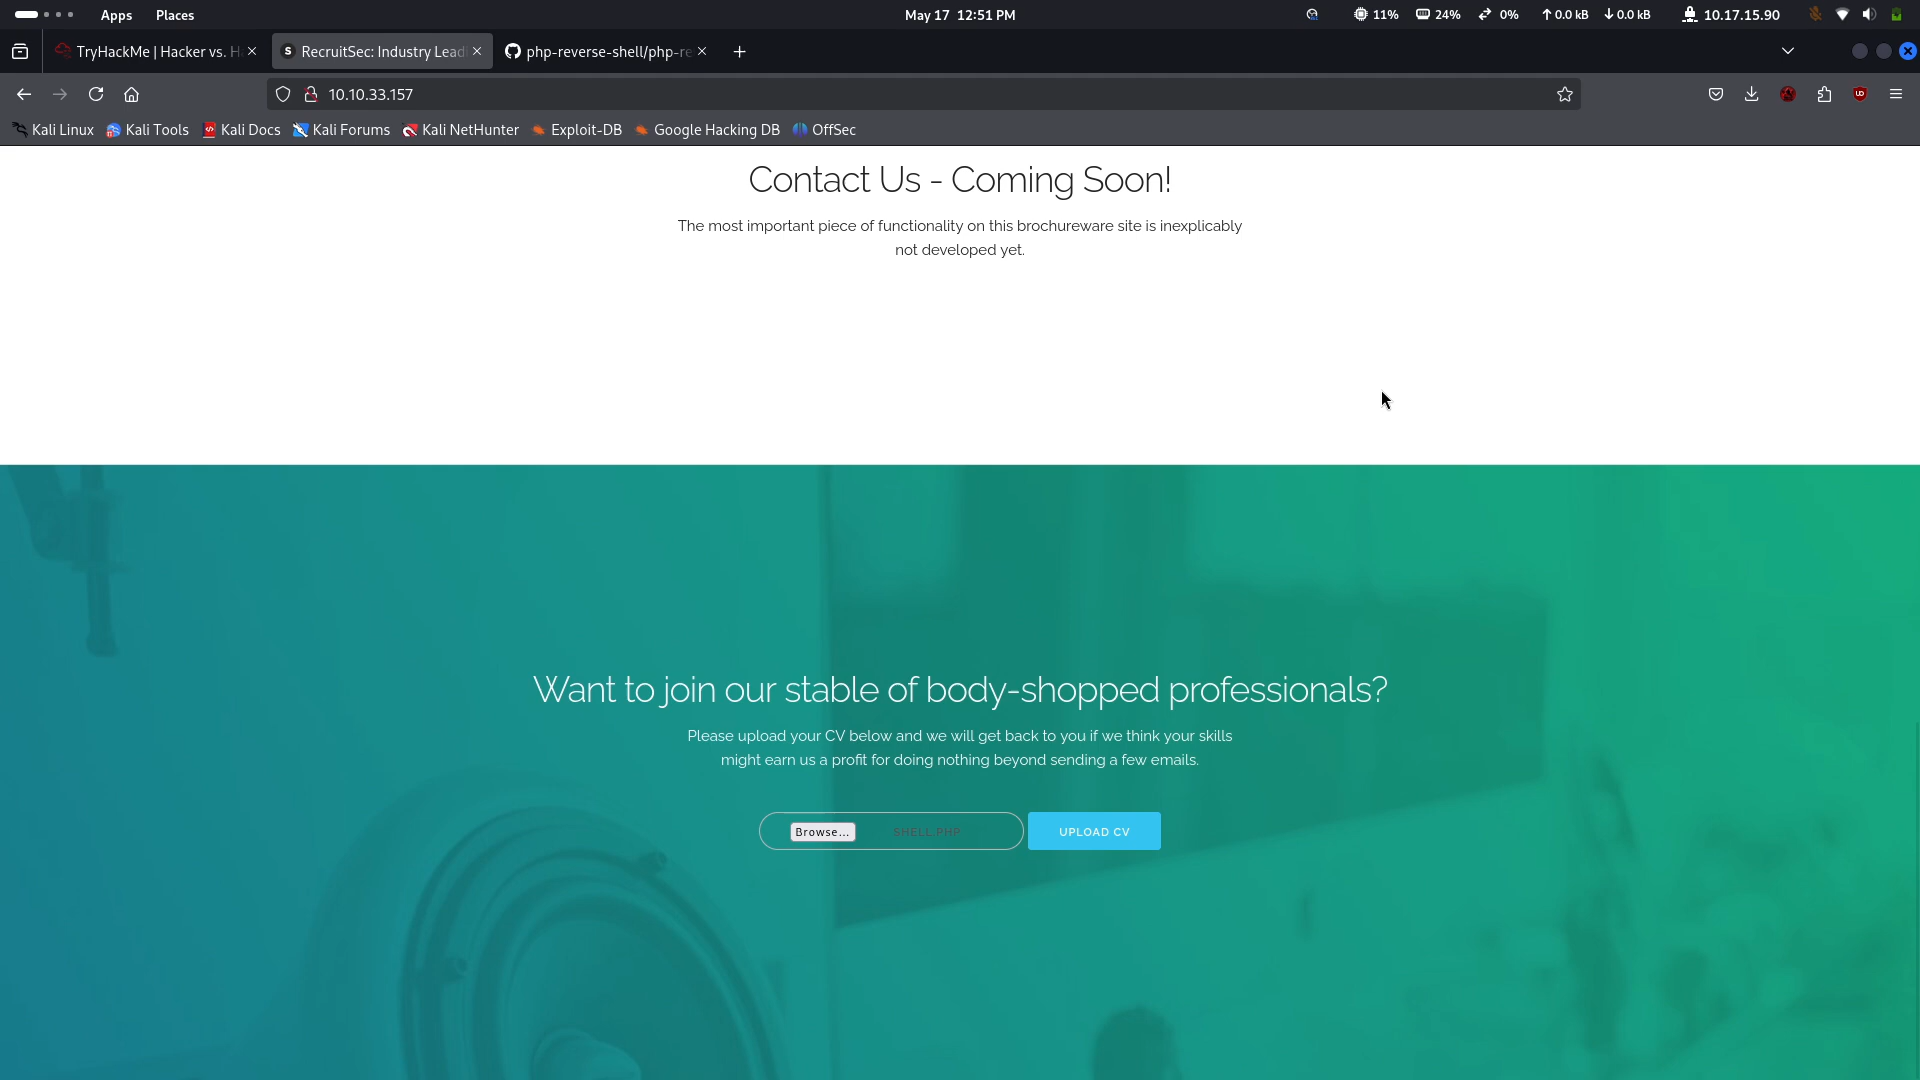 Apps Places May 17 12:51 PM 11% 24% 0% 0.0 kB 0.0 kB 10.17.15.90
TryHackMe | Hacker vs. H RecruitSec: Industry Lead php-reverse-shell/php-re
10.10.33.157
Kali Linux Kali Tools Kali Docs Kali Forums Kali NetHunter Exploit-DB Google Hacking DB OffSec
Contact Us - Coming Soon!
The most important piece of functionality on this brochureware site is inexplicably
not developed yet.
Want to join our stable of body-shopped professionals?
Please upload your CV below and we will get back to you if we think your skills
might earn us a profit for doing nothing beyond sending a few emails.
Browse... SHELL.PHP UPLOAD CV